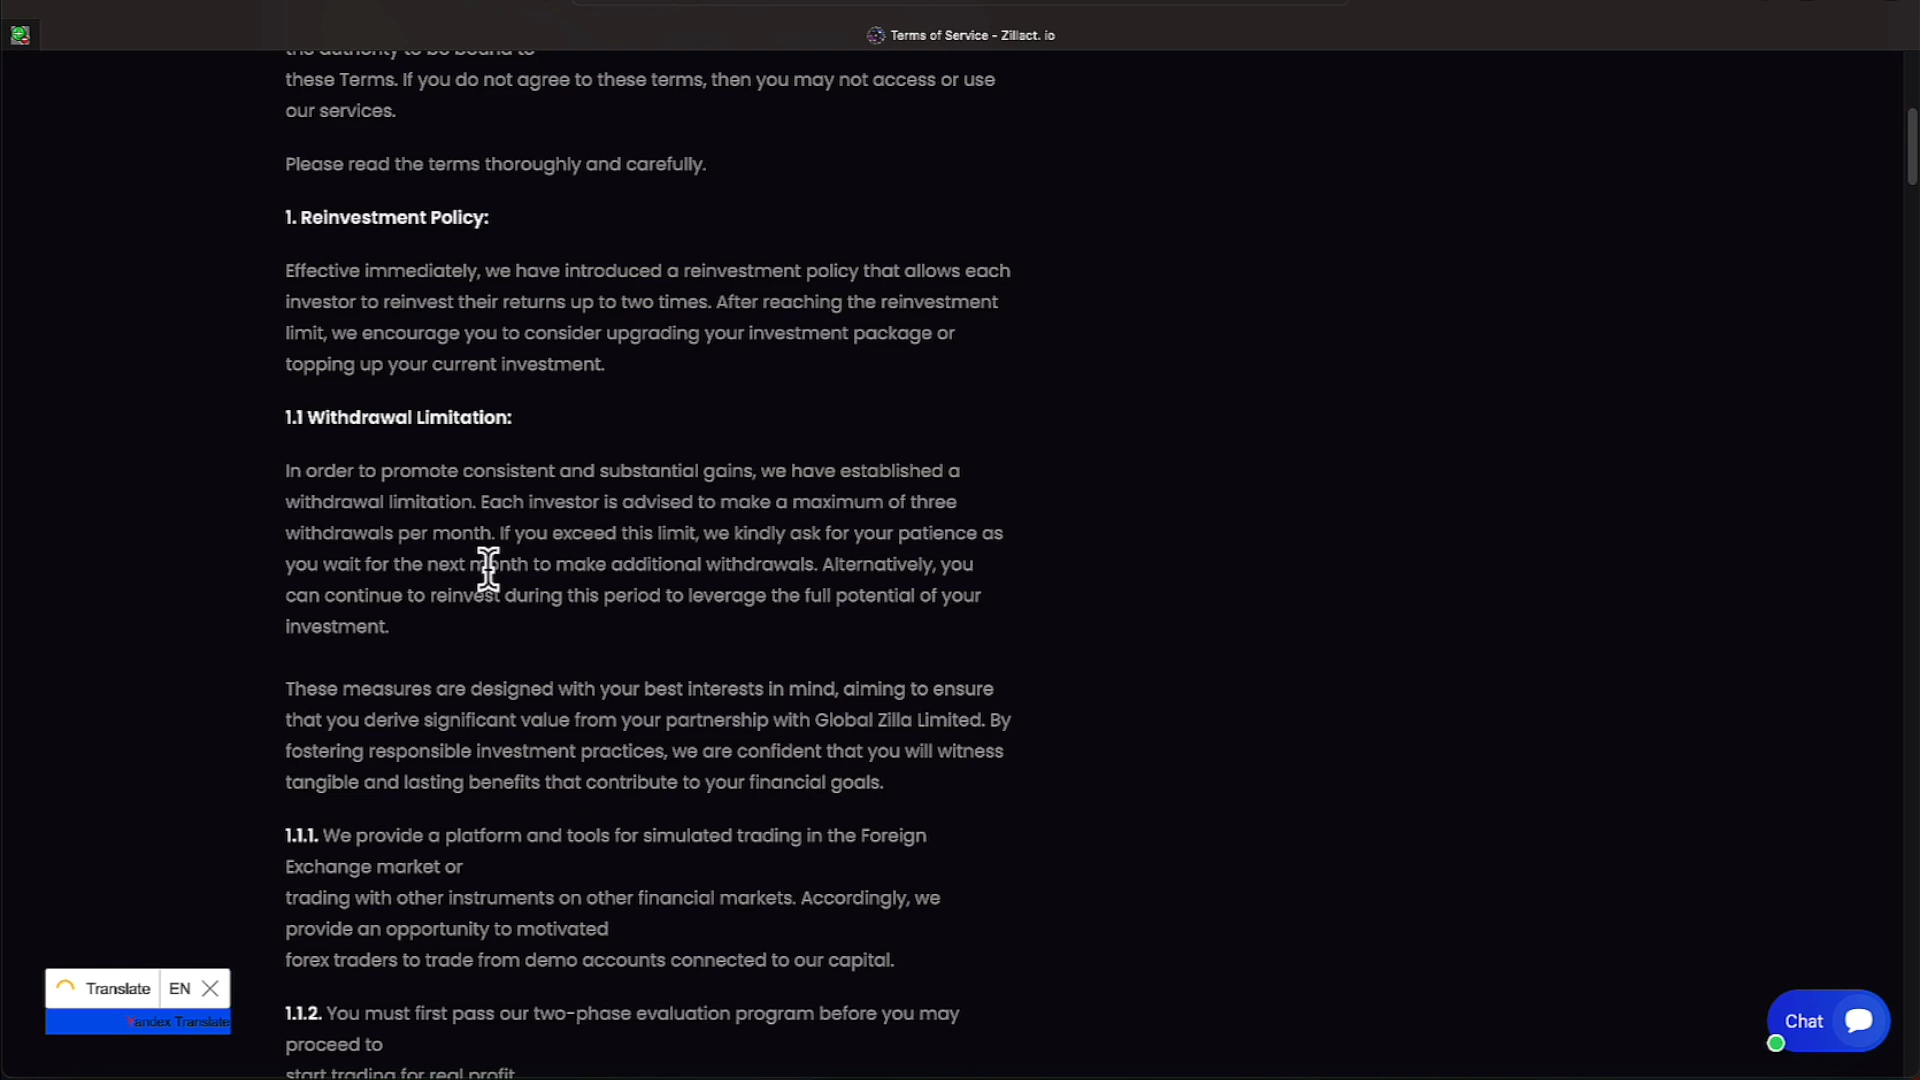 Terms of Service - Zillact. io
the authority to be bound to
these Terms. If you do not agree to these terms, then you may not access or use
our services.
Please read the terms thoroughly and carefully.
1. Reinvestment Policy:
Effective immediately, we have introduced a reinvestment policy that allows each
investor to reinvest their returns up to two times. After reaching the reinvestment
limit, we encourage you to consider upgrading your investment package or
topping up your current investment.
1.1 Withdrawal Limitation:
In order to promote consistent and substantial gains, we have established a
withdrawal limitation. Each investor is advised to make a maximum of three
withdrawals per month. If you exceed this limit, we kindly ask for your patience as
you wait for the next month to make additional withdrawals. Alternatively, you
can continue to reinvest during this period to leverage the full potential of your
investment.
These measures are designed with your best interests in mind, aiming to ensure
that you derive significant value from your partnership with Global Zilla Limited. By
fostering responsible investment practices, we are confident that you will witness
tangible and lasting benefits that contribute to your financial goals.
1.1.1. We provide a platform and tools for simulated trading in the Foreign
Exchange market or
trading with other instruments on other financial markets. Accordingly, we
provide an opportunity to motivated
forex traders to trade from demo accounts connected to our capital.
1.1.2. You must first pass our two-phase evaluation program before you may
proceed to
start trading for real profit
Translate EN
Yandex Translate
Chat